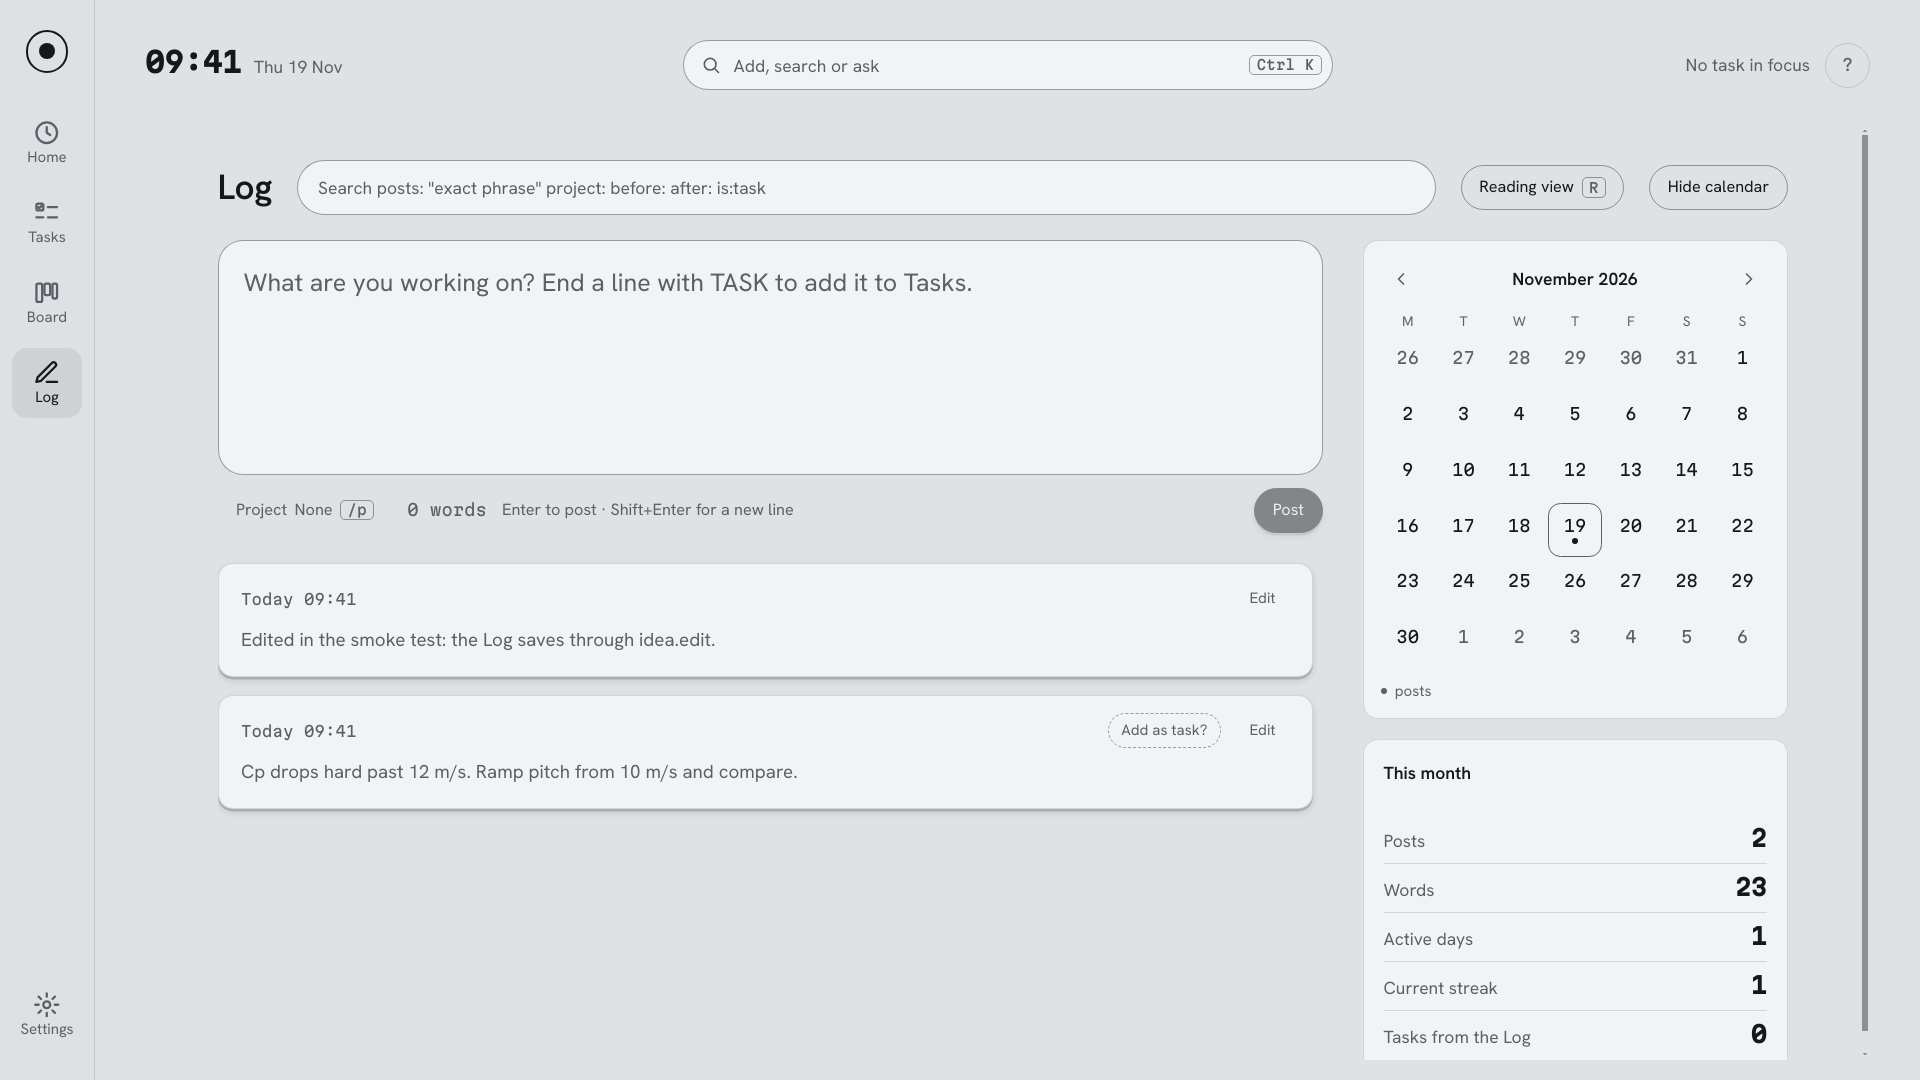 09:41 Thu 19 Nov
Add, search or ask Ctrl K
No task in focus ?
Home
Tasks
Board
Log
Settings
Log
Search posts: "exact phrase" project: before: after: is:task
Reading view R
Hide calendar
What are you working on? End a line with TASK to add it to Tasks.
Project None /p 0 words Enter to post · Shift+Enter for a new line
Post
Today 09:41 Edit
Edited in the smoke test: the Log saves through idea.edit.
Today 09:41 Add as task? Edit
Cp drops hard past 12 m/s. Ramp pitch from 10 m/s and compare.
November 2026
M T W T F S S
26 27 28 29 30 31 1
2 3 4 5 6 7 8
9 10 11 12 13 14 15
16 17 18 19 20 21 22
23 24 25 26 27 28 29
30 1 2 3 4 5 6
posts
This month
Posts 2
Words 23
Active days 1
Current streak 1
Tasks from the Log 0